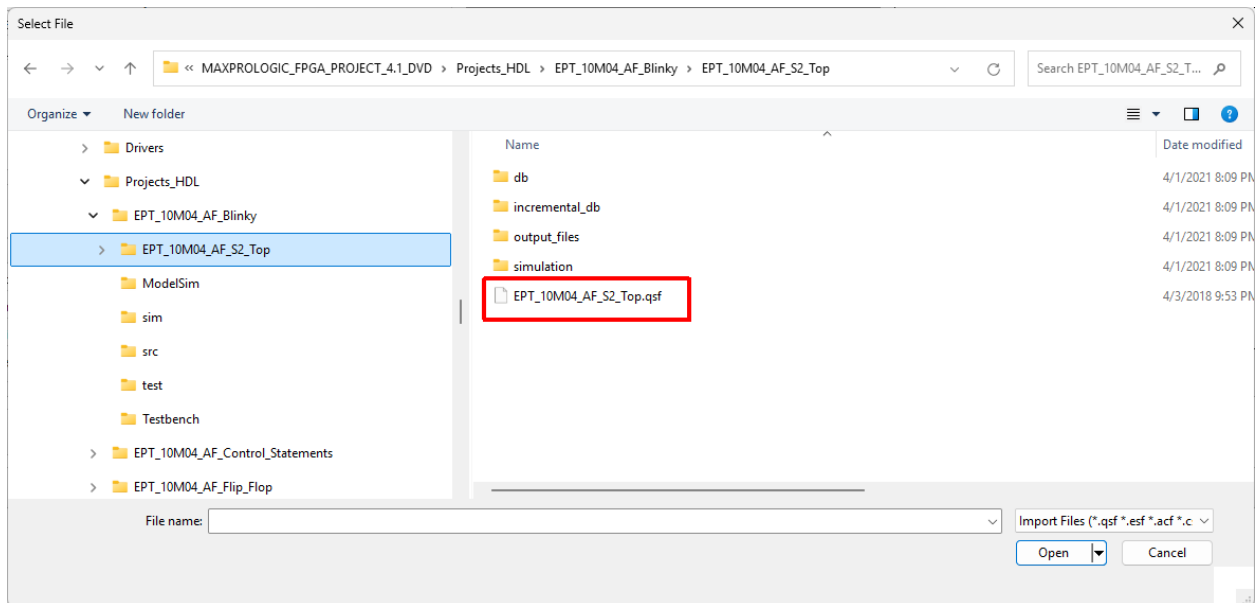 Select File
« MAXPROLOGIC_FPGA_PROJECT_4.1_DVD > Projects_HDL > EPT_10M04_AF_Blinky > EPT_10M04_AF_S2_Top
Search EPT_10M04_AF_S2_T...
Organize New folder
Name Date modified
Drivers
Projects_HDL
EPT_10M04_AF_Blinky
EPT_10M04_AF_S2_Top
ModelSim
sim
src
test
Testbench
EPT_10M04_AF_Control_Statements
EPT_10M04_AF_Flip_Flop
db 4/1/2021 8:09 PM
incremental_db 4/1/2021 8:09 PM
output_files 4/1/2021 8:09 PM
simulation 4/1/2021 8:09 PM
EPT_10M04_AF_S2_Top.qsf 4/3/2018 9:53 PM
File name: Import Files (*.qsf *.esf *.acf *.c
Open Cancel